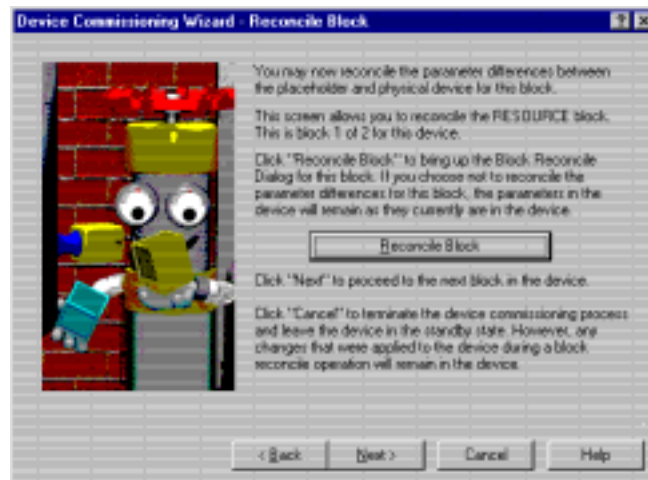 Device Commissioning Wizard - Reconcile Block
You may now reconcile the parameter differences between
the placeholder and physical device for this block.
This screen allows you to reconcile the RESOURCE block.
This is block 1 of 2 for this device.
Click "Reconcile Block" to bring up the Block Reconcile
Dialog for this block. If you choose not to reconcile the
parameter differences for this block, the parameters in the
device will remain as they currently are in the device.
Reconcile Block
Click "Next" to proceed to the next block in the device.
Click "Cancel" to terminate the device commissioning process
and leave the device in the standby state. However, any
changes that were applied to the device during a block
reconcile operation will remain in the device.
< Back Next > Cancel Help